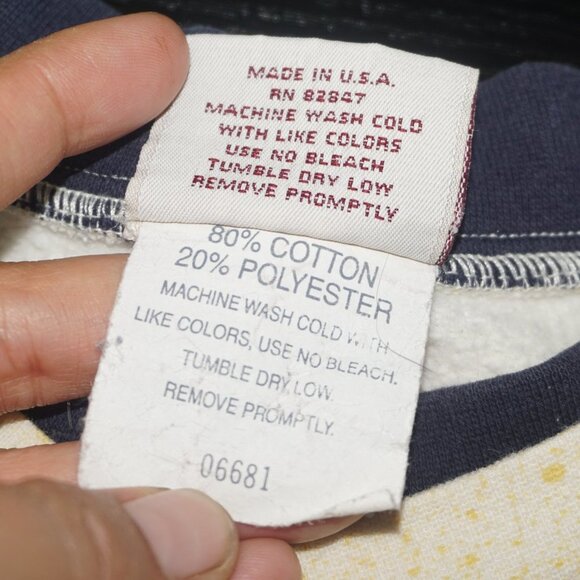 MADE IN U.S.A.
RN 82847
MACHINE WASH COLD
WITH LIKE COLORS
USE NO BLEACH
TUMBLE DRY LOW
REMOVE PROMPTLY
80% COTTON
20% POLYESTER
MACHINE WASH COLD WITH
LIKE COLORS, USE NO BLEACH.
TUMBLE DRY LOW.
REMOVE PROMPTLY.
06681